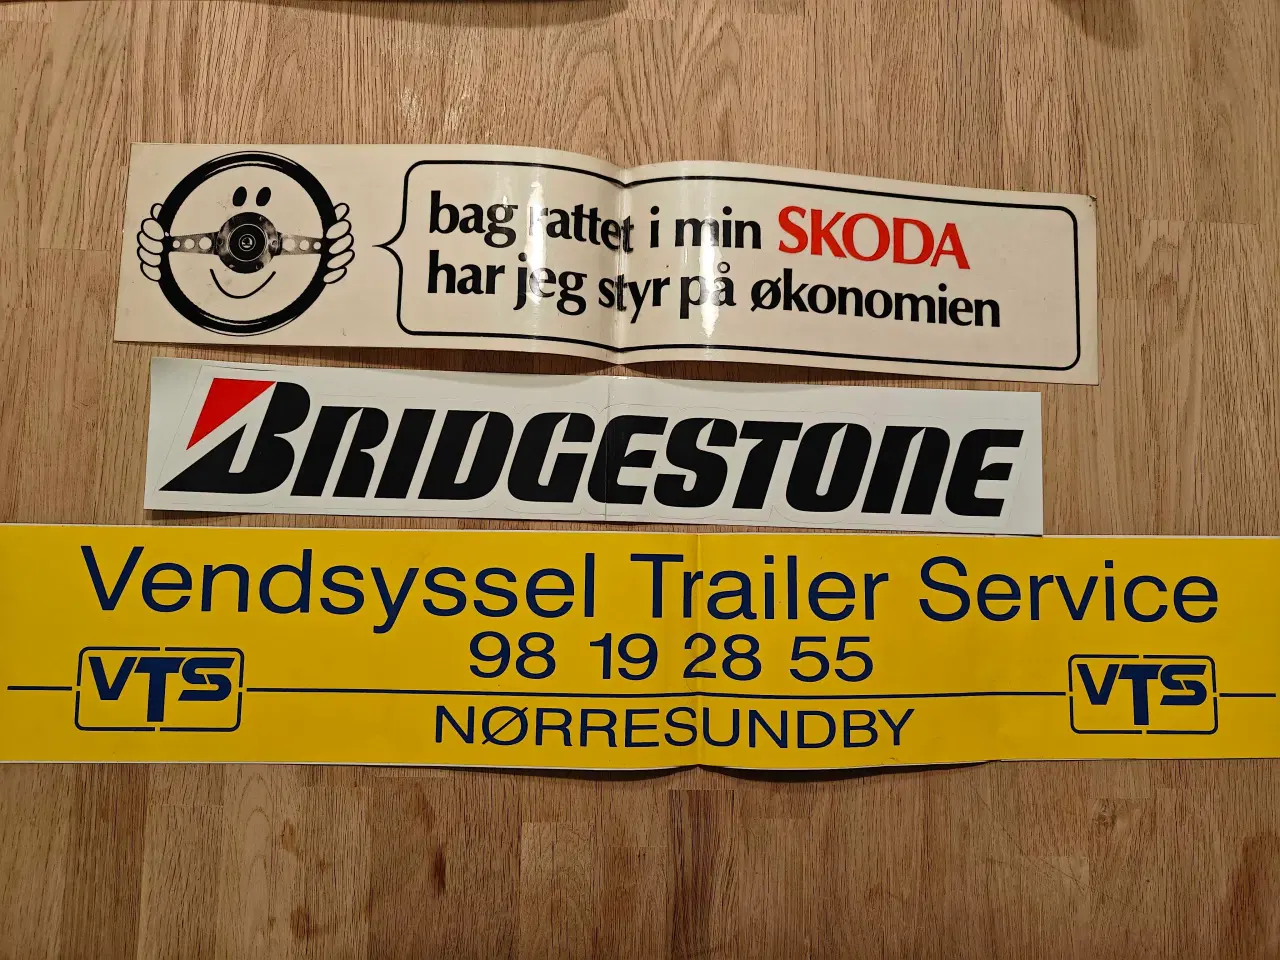 bag rattet i min SKODA
har jeg styr på økonomien
BRIDGESTONE
Vendsyssel Trailer Service
98 19 28 55
VTS
VTS
NØRRESUNDBY